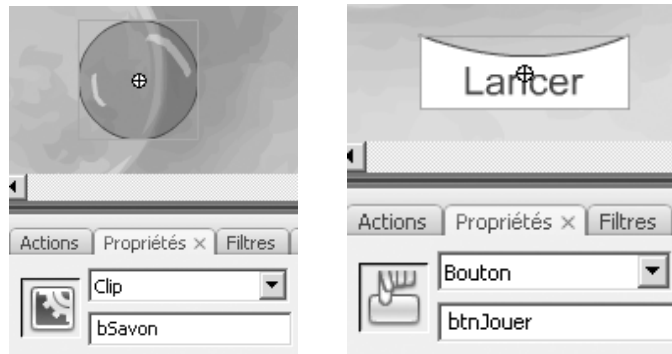 Actions Propriétés × Filtres
Clip
bSavon
Lancer
Actions Propriétés × Filtres
Bouton
btnJouer